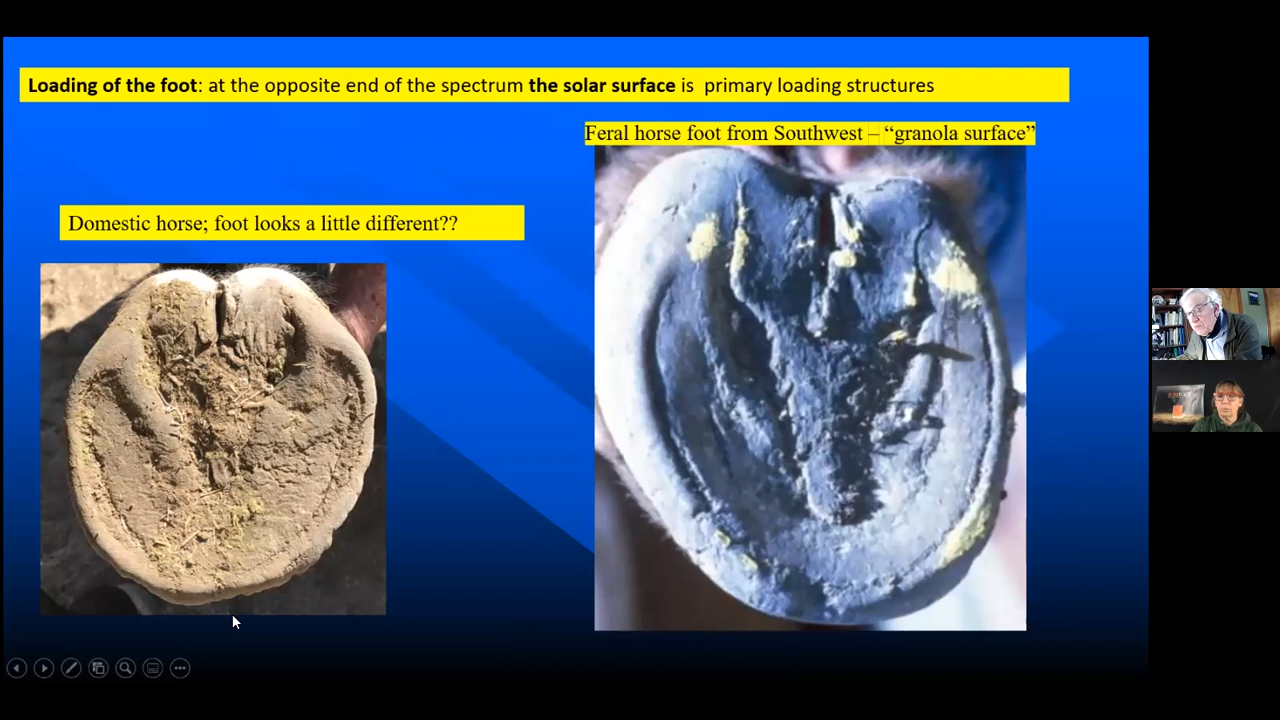 Loading of the foot: at the opposite end of the spectrum the solar surface is primary loading structures
Feral horse foot from Southwest – “granola surface”
Domestic horse; foot looks a little different??